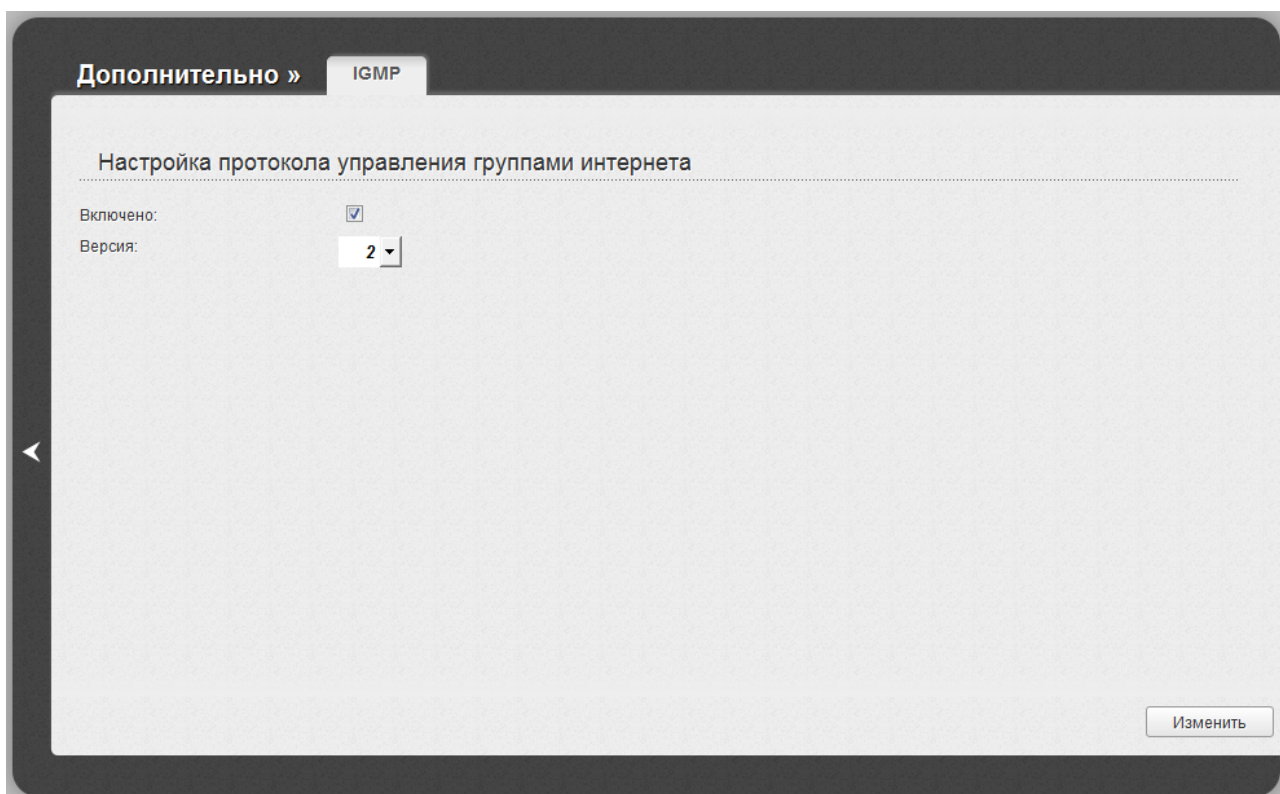 Дополнительно » IGMP
Настройка протокола управления группами интернета
Включено:
Версия: 2
Изменить